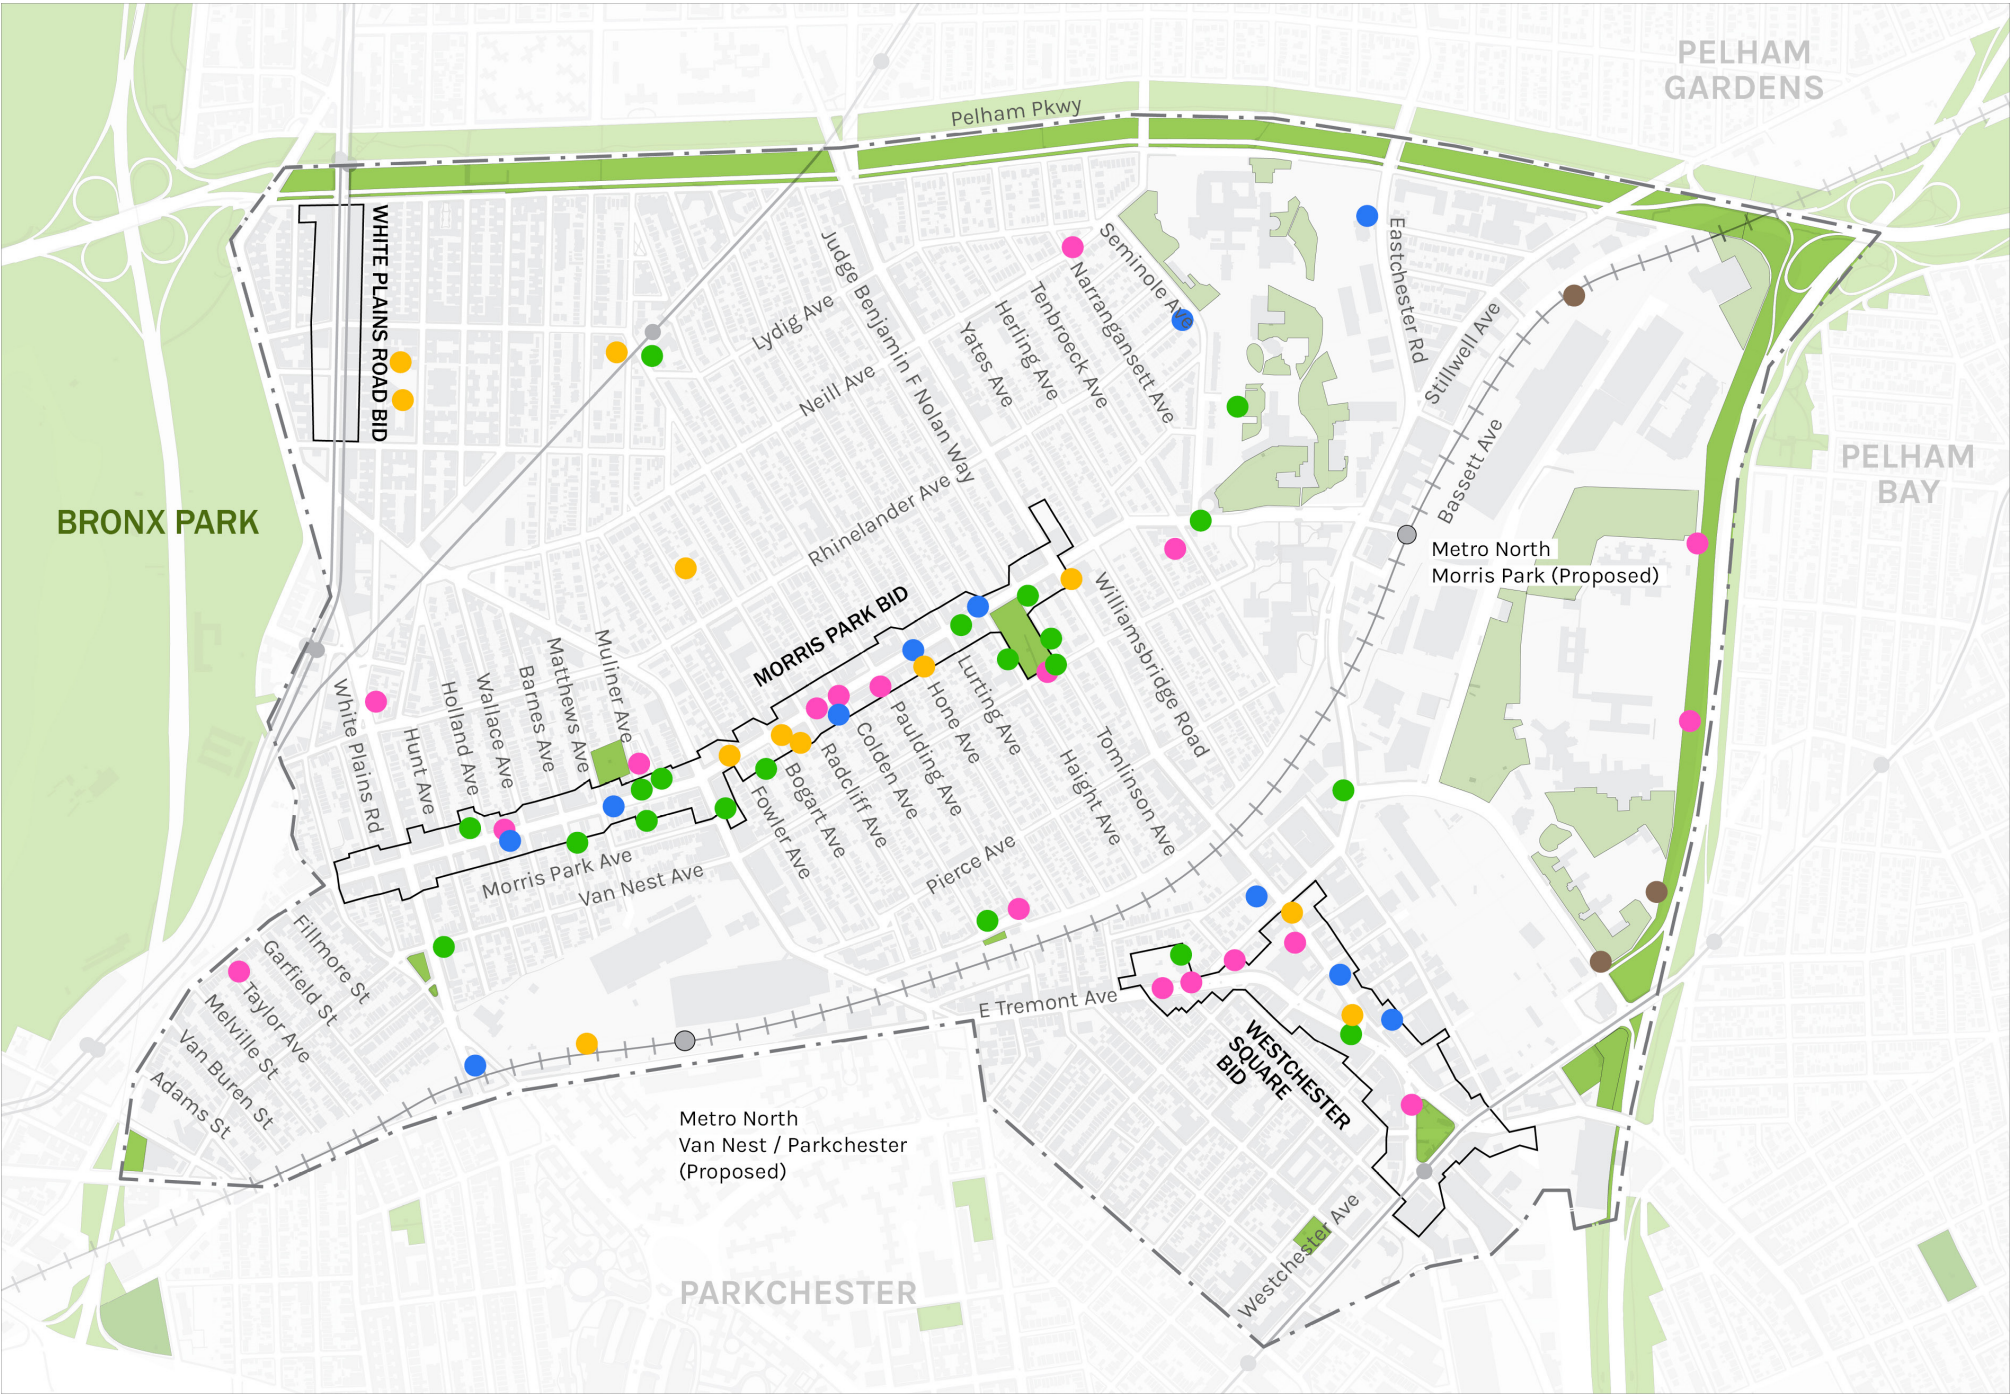 PELHAM
GARDENS
Pelham Pkwy
WHITE PLAINS ROAD BID
Judge Benjamin F Nolan Way
Seminole Ave
Eastchester Rd
Narrangansett Ave
Tenbroeck Ave
Herling Ave
Yates Ave
Lydig Ave
Neill Ave
Stillwell Ave
Bassett Ave
PELHAM
BAY
BRONX PARK
Rhinelander Ave
Metro North
Morris Park (Proposed)
MORRIS PARK BID
Williamsbridge Road
White Plains Rd
Hunt Ave
Holland Ave
Wallace Ave
Barnes Ave
Matthews Ave
Muliner Ave
Lurting Ave
Hone Ave
Paulding Ave
Colden Ave
Radcliff Ave
Bogart Ave
Fowler Ave
Haight Ave
Tomlinson Ave
Pierce Ave
Morris Park Ave
Van Nest Ave
Fillmore St
Garfield St
Taylor Ave
Melville St
Van Buren St
Adams St
E Tremont Ave
WESTCHESTER
SQUARE
BID
Metro North
Van Nest / Parkchester
(Proposed)
Westchester Ave
PARKCHESTER